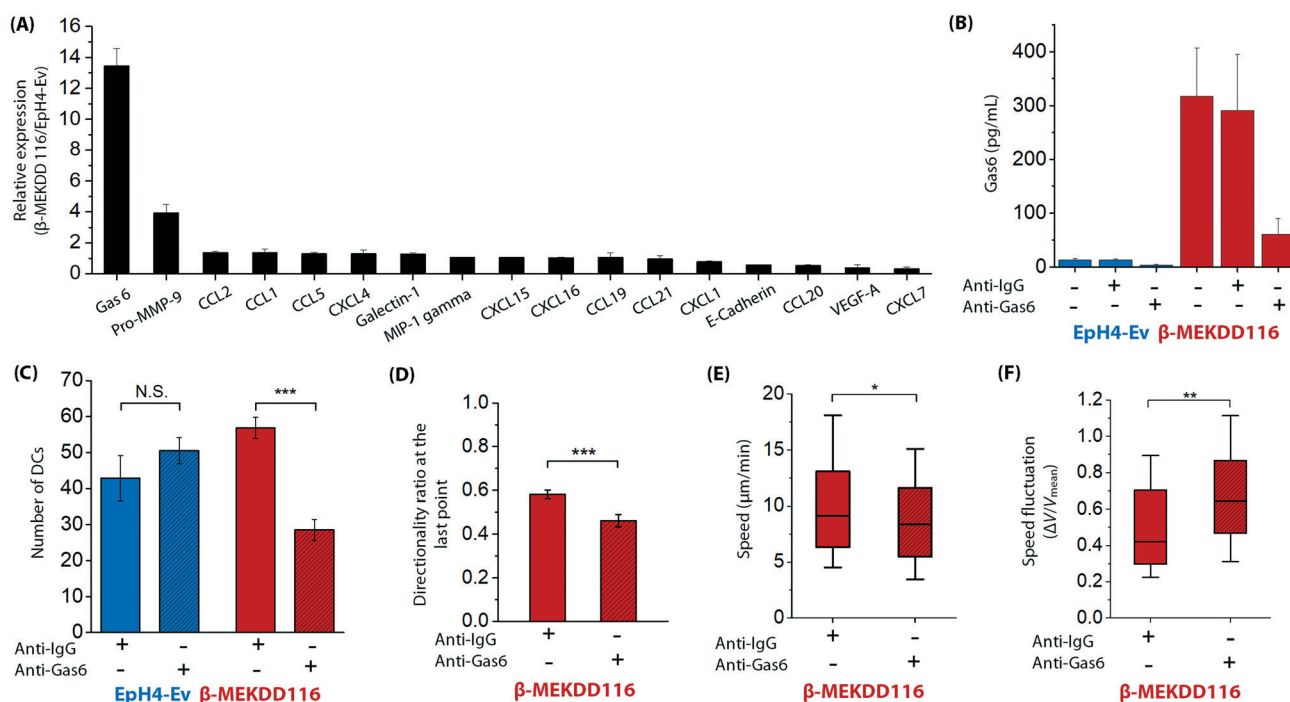 (A)
Relative expression
(β-MEKDD 116/EpH4-Ev)
16
14
12
10
8
6
4
2
0
Gas 6
Pro-MMP-9
CCL2
CCL1
CCL5
CXCL4
Galectin-1
MIP-1 gamma
CXCL15
CXCL16
CCL19
CCL21
CXCL1
E-Cadherin
CCL20
VEGF-A
CXCL7
(B)
Gas6 (pg/mL)
400
300
200
100
0
Anti-IgG - + - - + -
Anti-Gas6 - - + - - +
EpH4-Ev β-MEKDD116
(C)
Number of DCs
70
60
50
40
30
20
10
0
N.S.
***
Anti-IgG + - + -
Anti-Gas6 - + - +
EpH4-Ev β-MEKDD116
(D)
Directionality ratio at the
last point
1.0
0.8
0.6
0.4
0.2
0.0
***
Anti-IgG + -
Anti-Gas6 - +
β-MEKDD116
(E)
Speed (μm/min)
20
15
10
5
0
*
Anti-IgG + -
Anti-Gas6 - +
β-MEKDD116
(F)
Speed fluctuation
(ΔV/Vmean)
1.2
1.0
0.8
0.6
0.4
0.2
0.0
**
Anti-IgG + -
Anti-Gas6 - +
β-MEKDD116